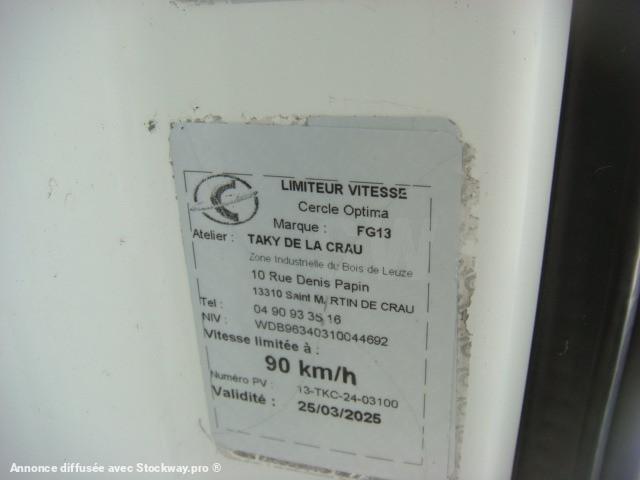 LIMITEUR VITESSE
Cercle Optima
Marque : FG13
Atelier : TAKY DE LA CRAU
Zone Industrielle du Bois de Leuze
10 Rue Denis Papin
13310 Saint MARTIN DE CRAU
Tel : 04 90 93 35 16
NIV : WDB96340310044692
Vitesse limitée à :
90 km/h
Numéro PV : 13-TKC-24-03100
Validité : 25/03/2025
Annonce diffusée avec Stockway.pro ®